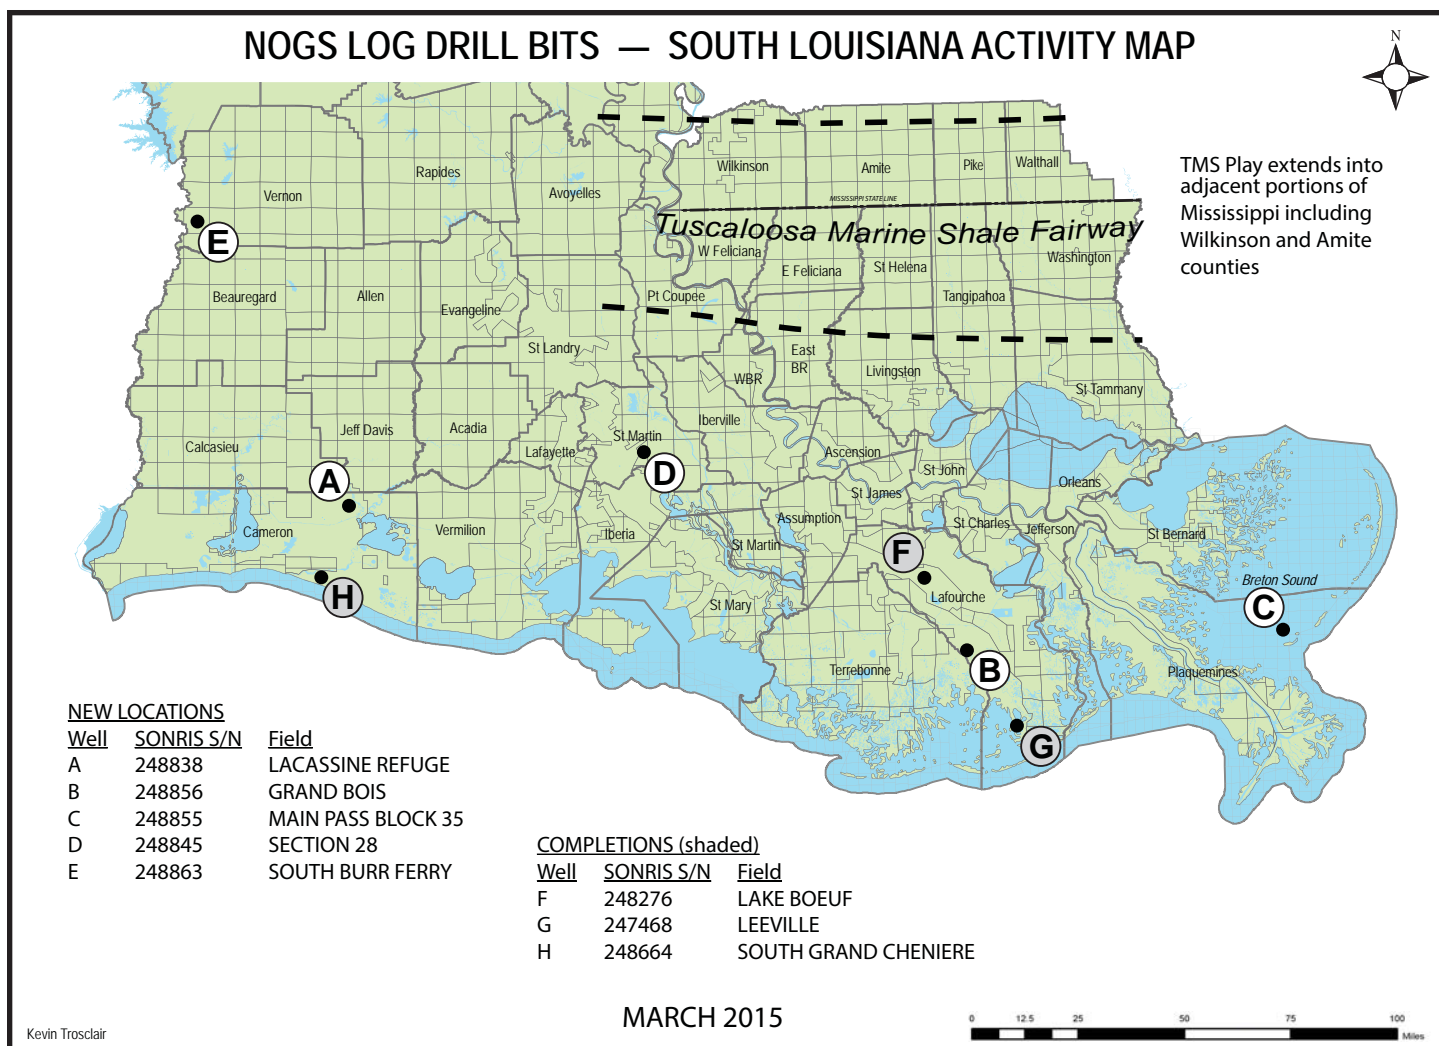 NOGS LOG DRILL BITS — SOUTH LOUISIANA ACTIVITY MAP
N
TMS Play extends into
adjacent portions of
Mississippi including
Wilkinson and Amite
counties
Wilkinson
Amite
Pike
Walthall
MISSISSIPPI STATE LINE
Tuscaloosa Marine Shale Fairway
Vernon
Rapides
Avoyelles
E
W Feliciana
E Feliciana
St Helena
Washington
Beauregard
Allen
Evangeline
Pt Coupee
Tangipahoa
St Landry
East
BR
WBR
Livingston
St Tammany
Calcasieu
Jeff Davis
Acadia
Lafayette
St Martin
D
Iberville
Ascension
St John
Orleans
A
St James
Cameron
Vermilion
Iberia
St Martin
Assumption
St Charles
Jefferson
St Bernard
F
Breton Sound
H
St Mary
Lafourche
C
Terrebonne
B
Plaquemines
G
NEW LOCATIONS
Well SONRIS S/N Field
A 248838 LACASSINE REFUGE
B 248856 GRAND BOIS
C 248855 MAIN PASS BLOCK 35
D 248845 SECTION 28
E 248863 SOUTH BURR FERRY
COMPLETIONS (shaded)
Well SONRIS S/N Field
F 248276 LAKE BOEUF
G 247468 LEEVILLE
H 248664 SOUTH GRAND CHENIERE
MARCH 2015
Kevin Trosclair
0 12.5 25 50 75 100
Miles